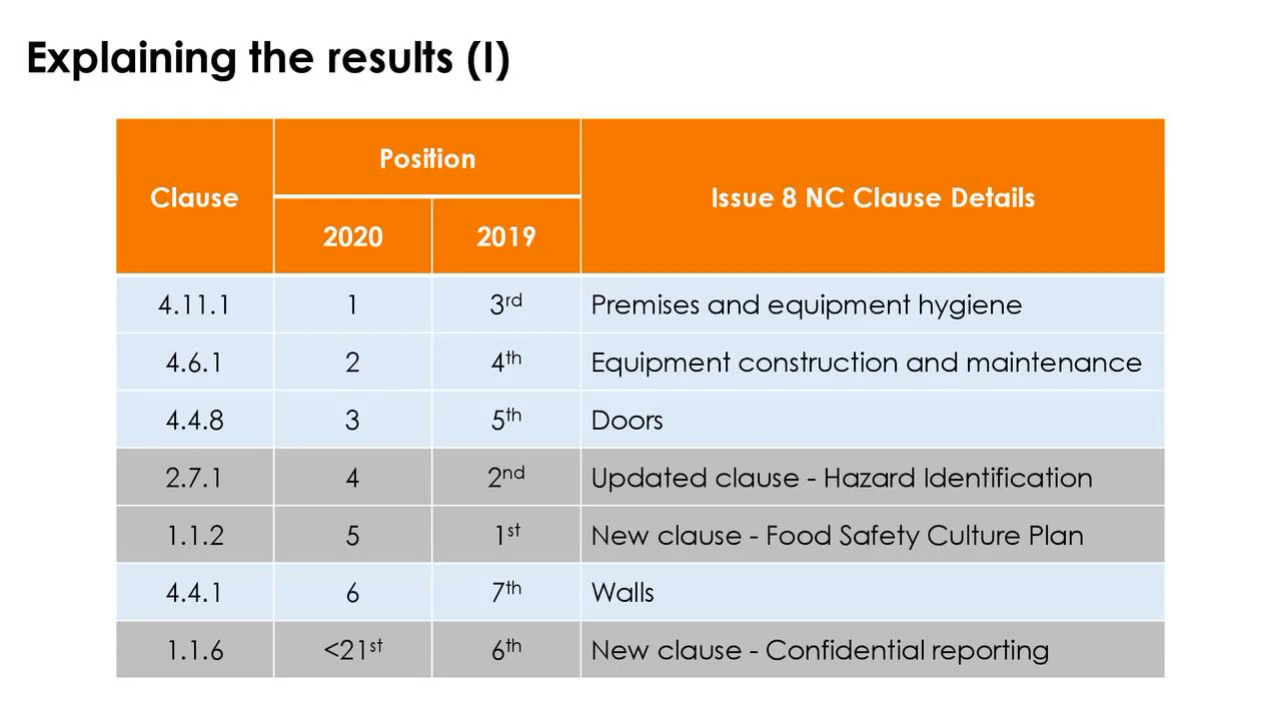 Explaining the results (I)
Clause Position Issue 8 NC Clause Details
2020 2019
4.11.1 1 3rd Premises and equipment hygiene
4.6.1 2 4th Equipment construction and maintenance
4.4.8 3 5th Doors
2.7.1 4 2nd Updated clause - Hazard Identification
1.1.2 5 1st New clause - Food Safety Culture Plan
4.4.1 6 7th Walls
1.1.6 <21st 6th New clause - Confidential reporting